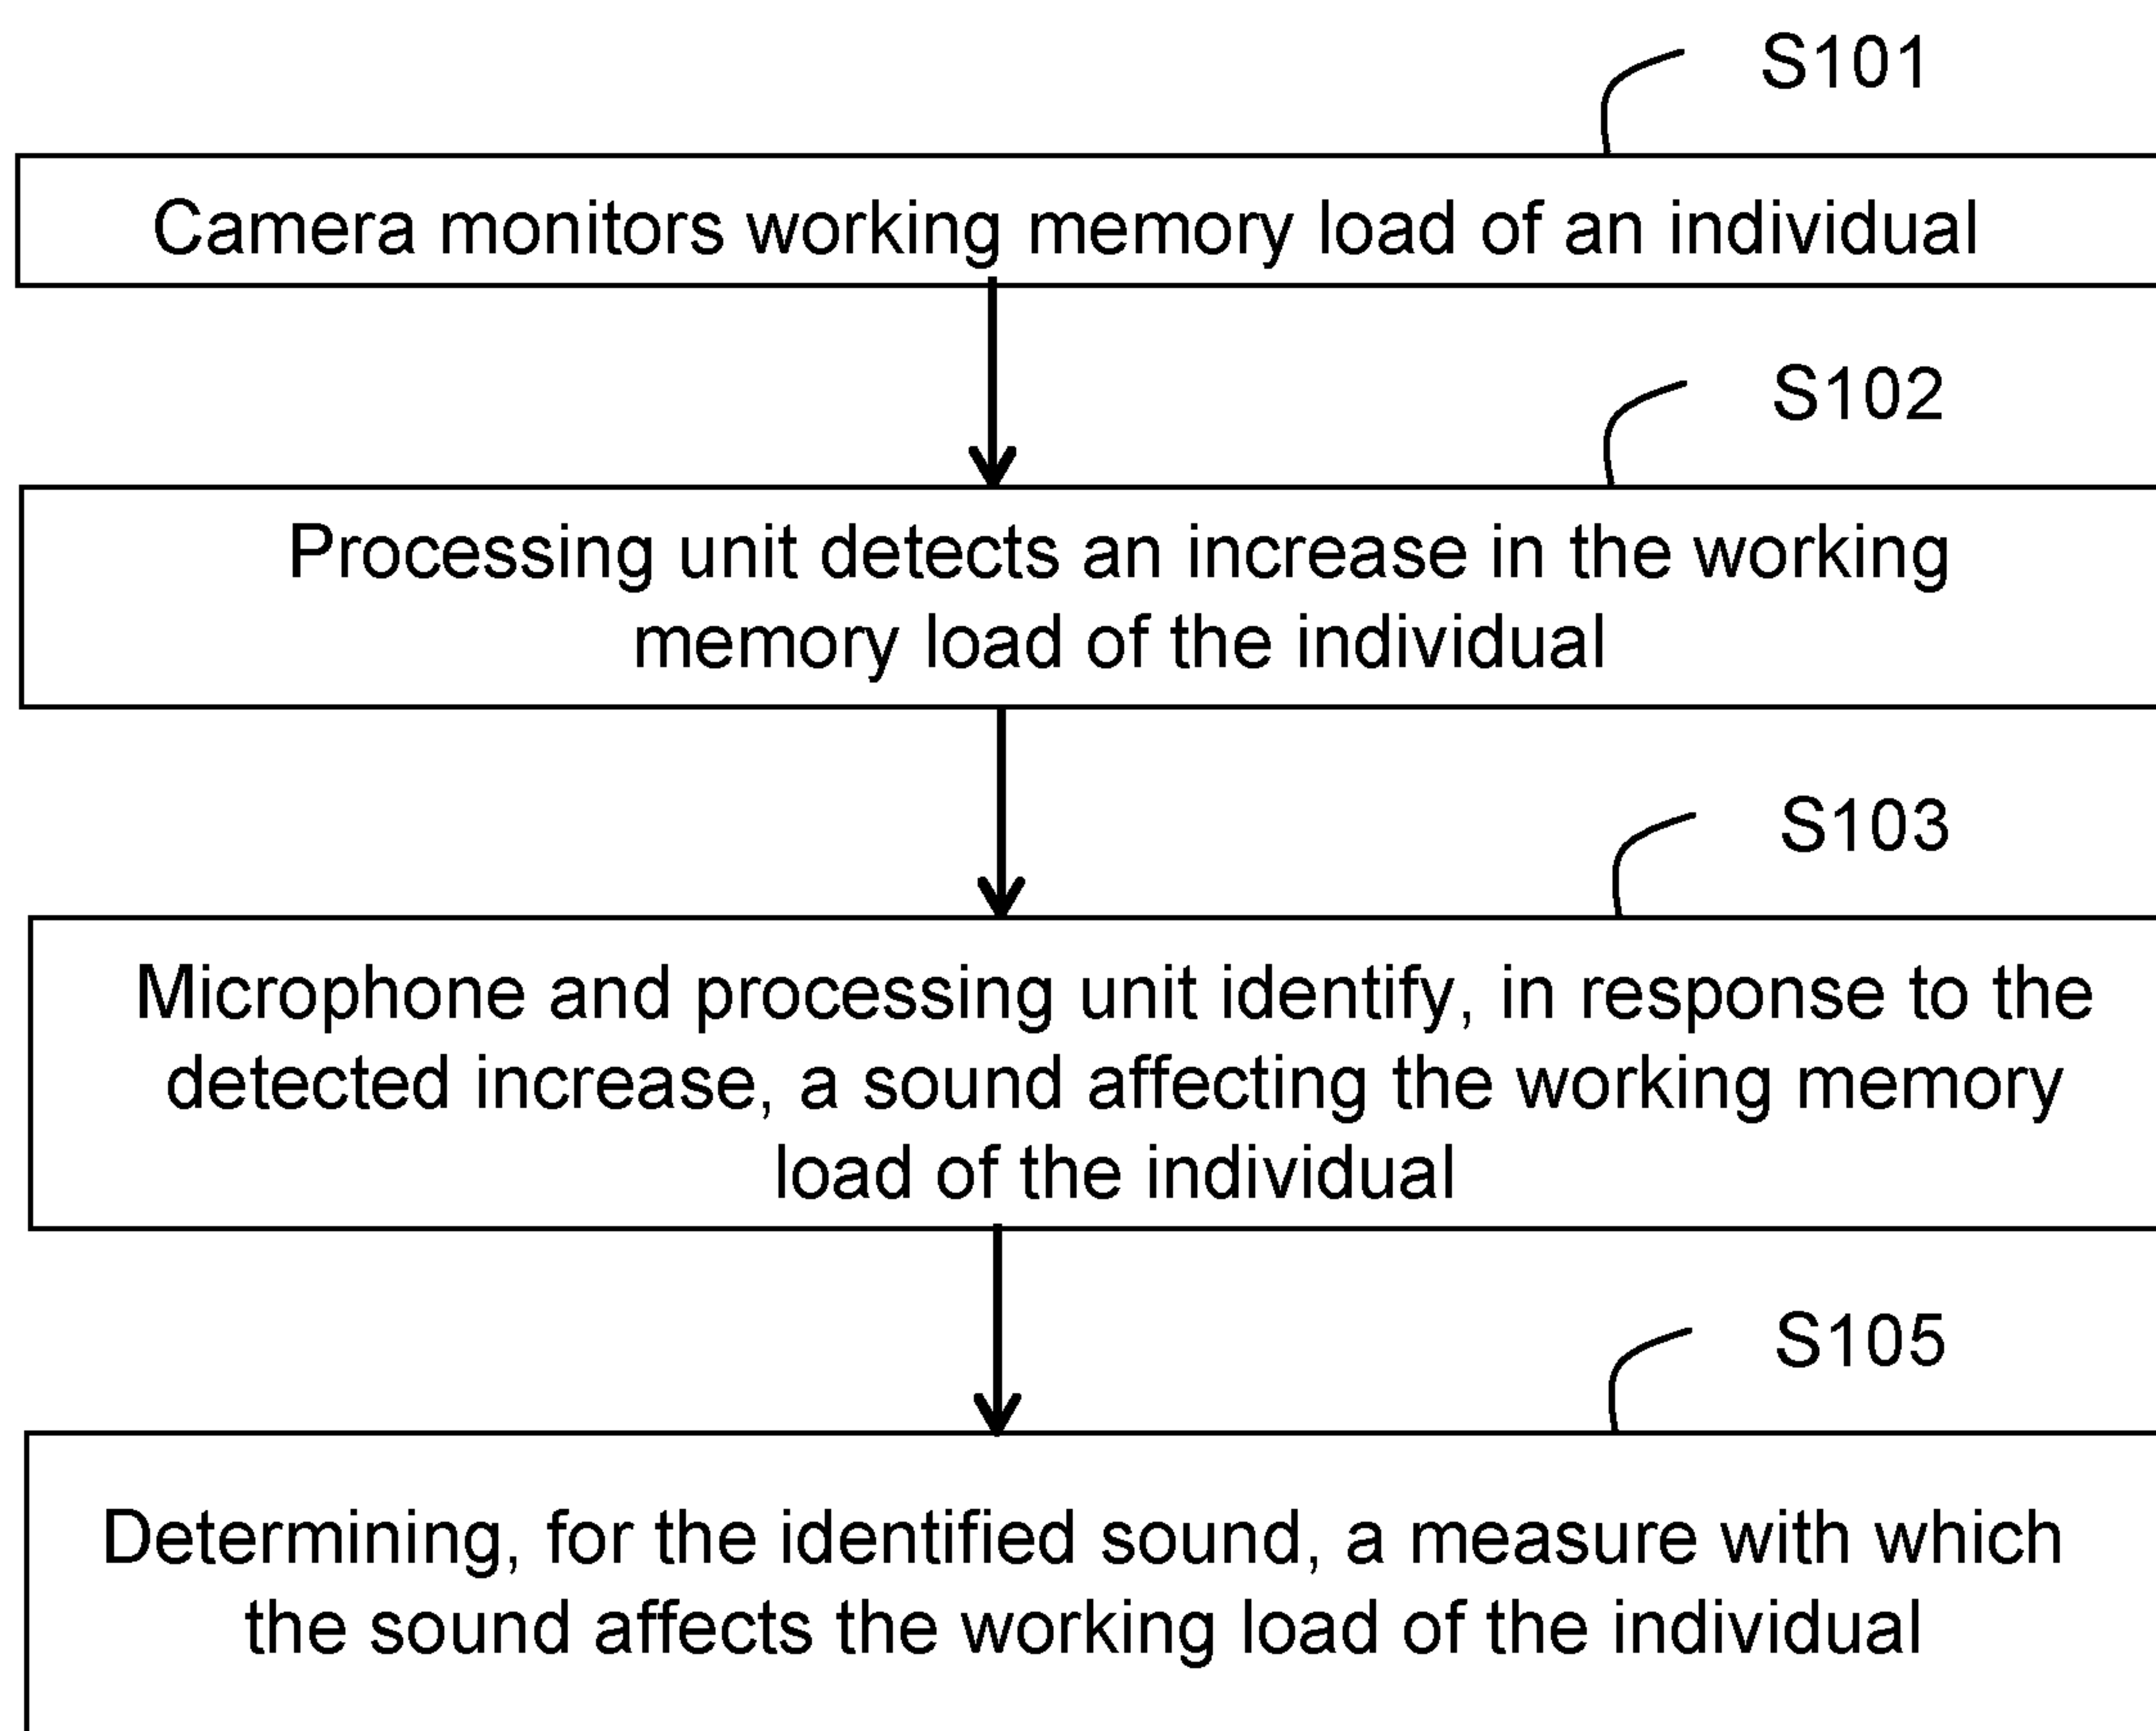 S101
Camera monitors working memory load of an individual
S102
Processing unit detects an increase in the working
memory load of the individual
S103
Microphone and processing unit identify, in response to the
detected increase, a sound affecting the working memory
load of the individual
S105
Determining, for the identified sound, a measure with which
the sound affects the working load of the individual